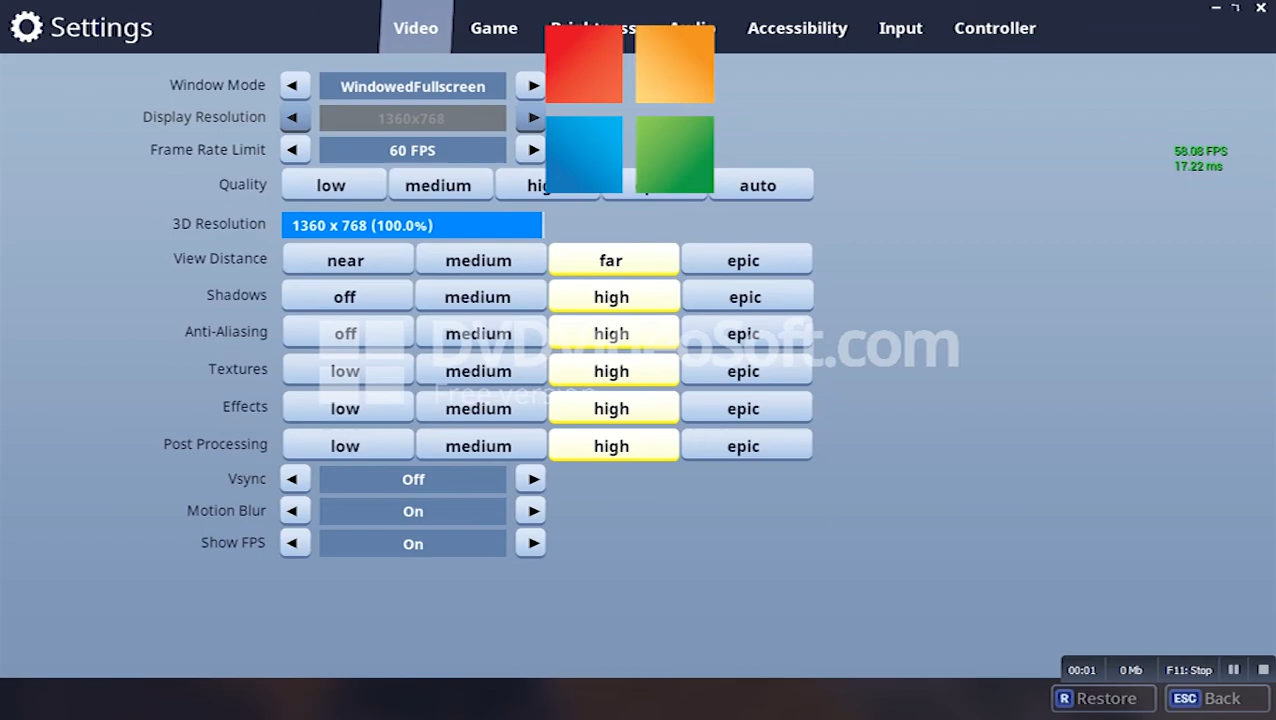 Settings
Video Game Accessibility Input Controller
Window Mode WindowedFullscreen
Display Resolution 1360x768
Frame Rate Limit 60 FPS
58.08 FPS
17.22 ms
Quality low medium auto
3D Resolution 1360 x 768 (100.0%)
View Distance near medium far epic
Shadows off medium high epic
Anti-Aliasing off medium high epic
DVDVideoSoft.com
Textures low medium high epic
Free version
Effects low medium high epic
Post Processing low medium high epic
Vsync Off
Motion Blur On
Show FPS On
00:01 0 Mb F11: Stop
R Restore ESC Back